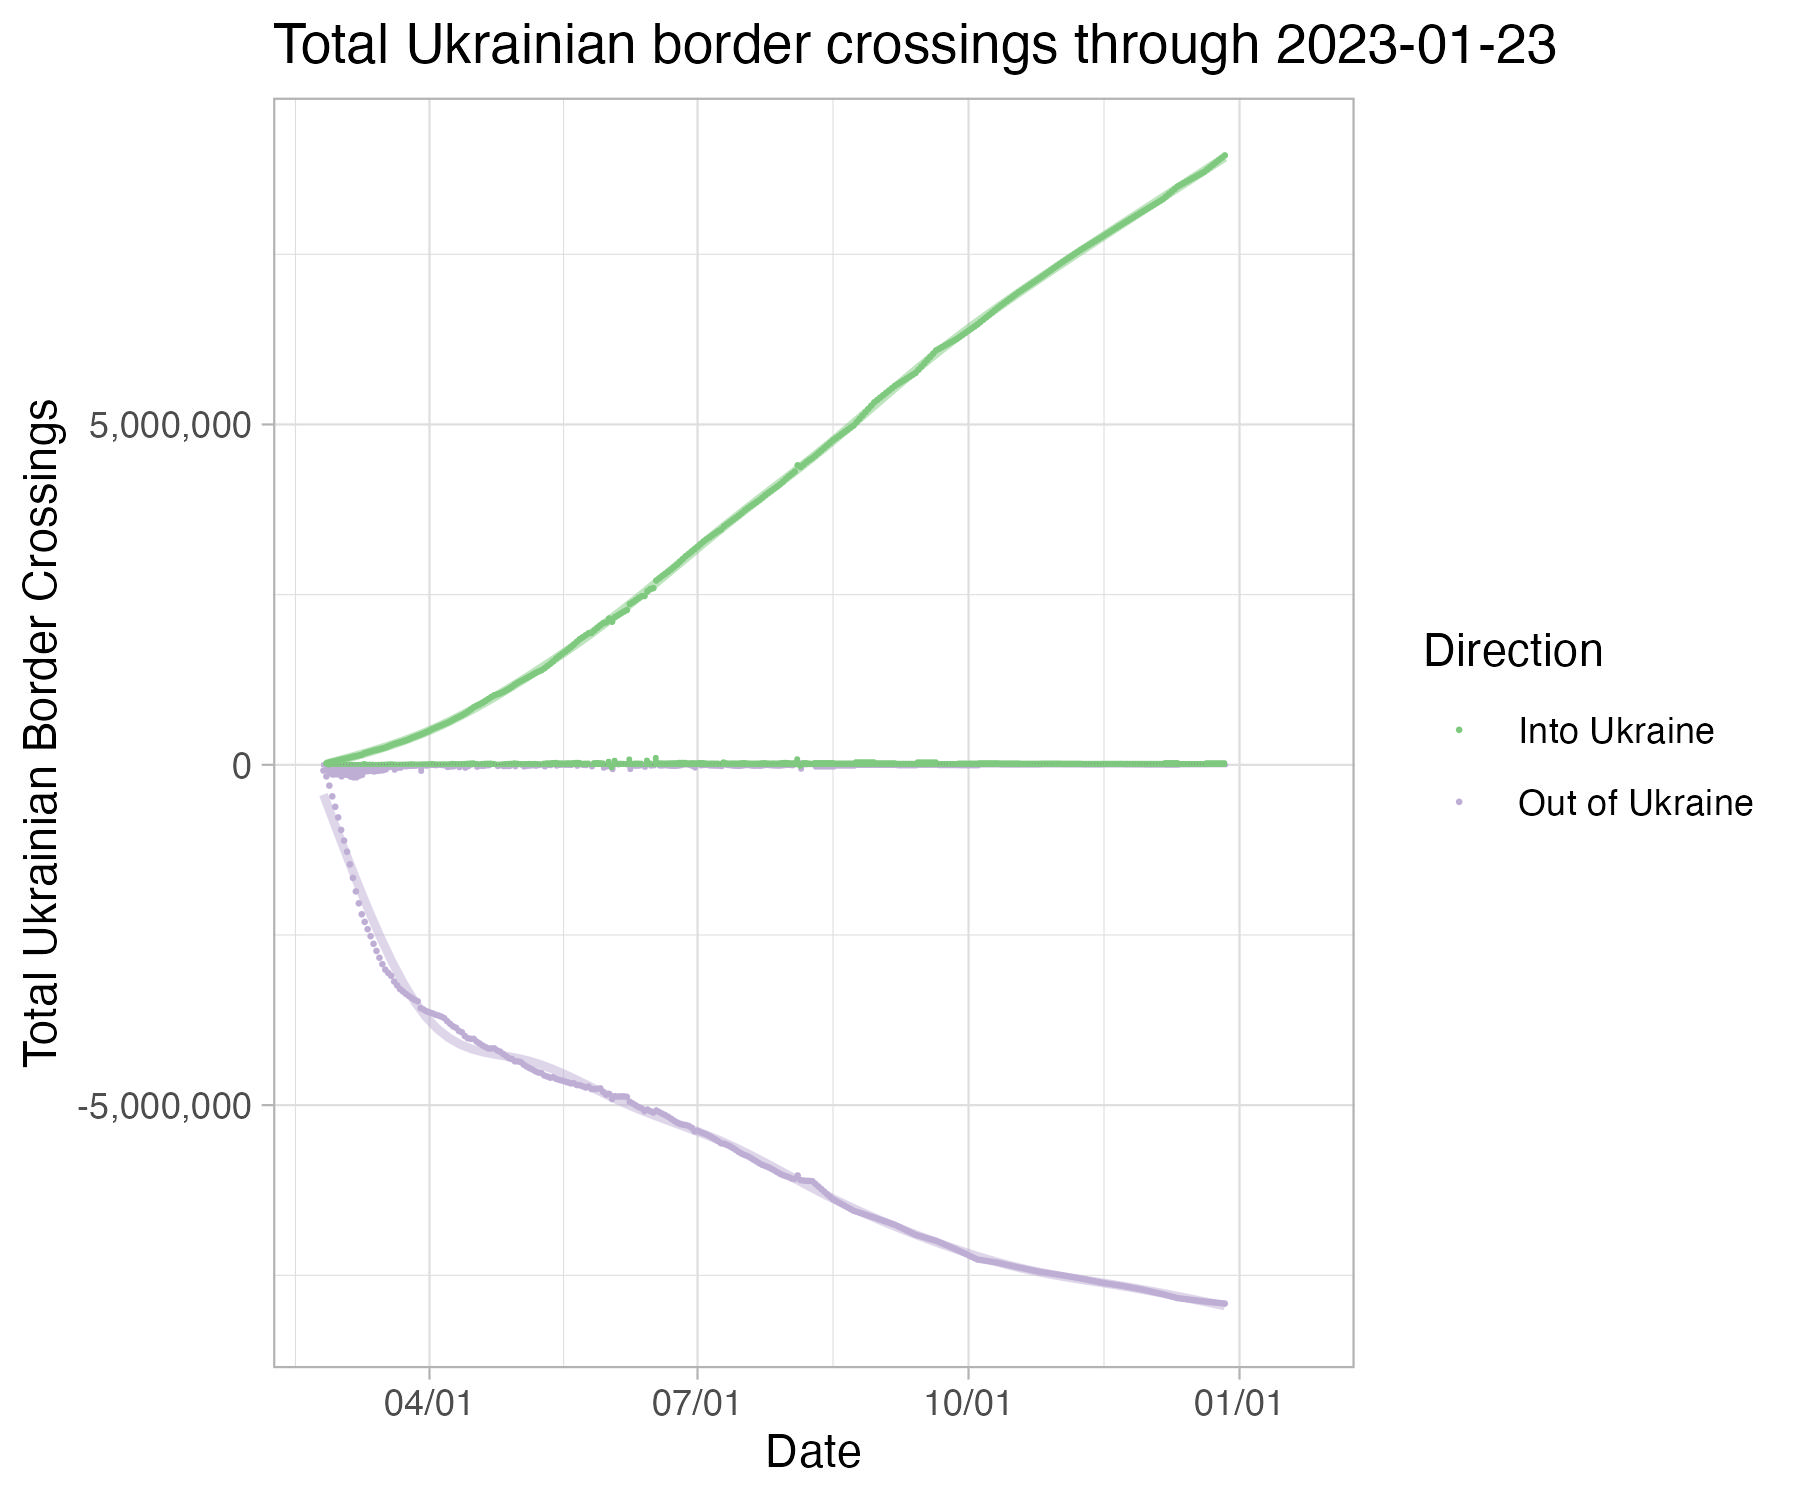 Total Ukrainian border crossings through 2023-01-23
Total Ukrainian Border Crossings
5,000,000
0
-5,000,000
04/01
07/01
10/01
01/01
Date
Direction
Into Ukraine
Out of Ukraine